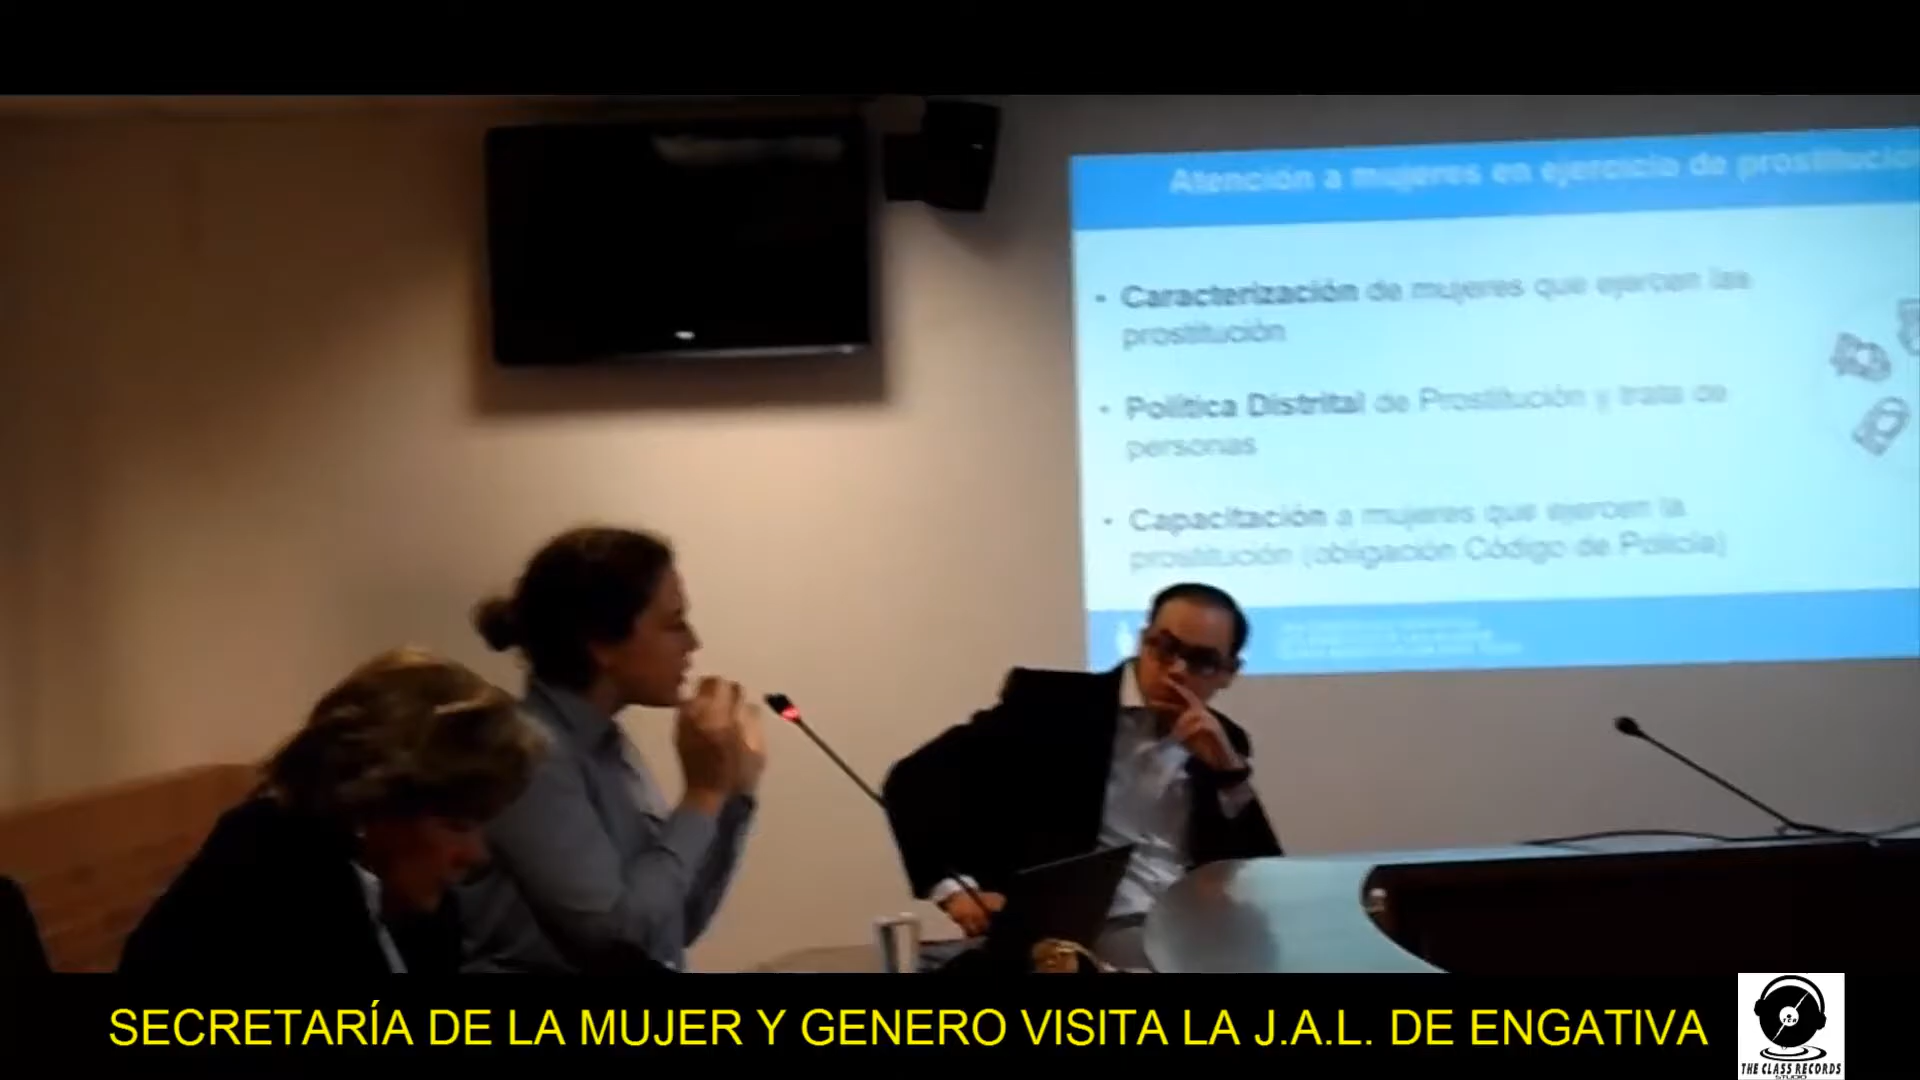 Atención a mujeres en ejercicio de prostitución
• Caracterización de mujeres que ejercen las
prostitución
• Política Distrital de Prostitución y trata de
personas
• Capacitación a mujeres que ejercen la
prostitución (obligación Código de Policía)
SECRETARÍA DE LA MUJER Y GENERO VISITA LA J.A.L. DE ENGATIVA
THE CLASS RECORDS
STUDIO